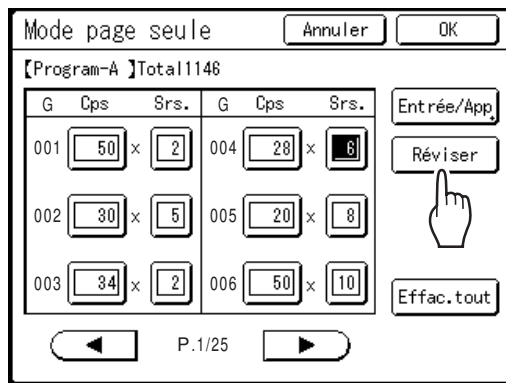 Mode page seule Annuler OK
【Program-A 】Total1146
G Cps Srs. G Cps Srs. Entrée/App
001 50 × 2 004 28 × 6 Réviser
002 30 × 5 005 20 × 8
003 34 × 2 006 50 × 10 Effac.tout
◀ P.1/25 ▶